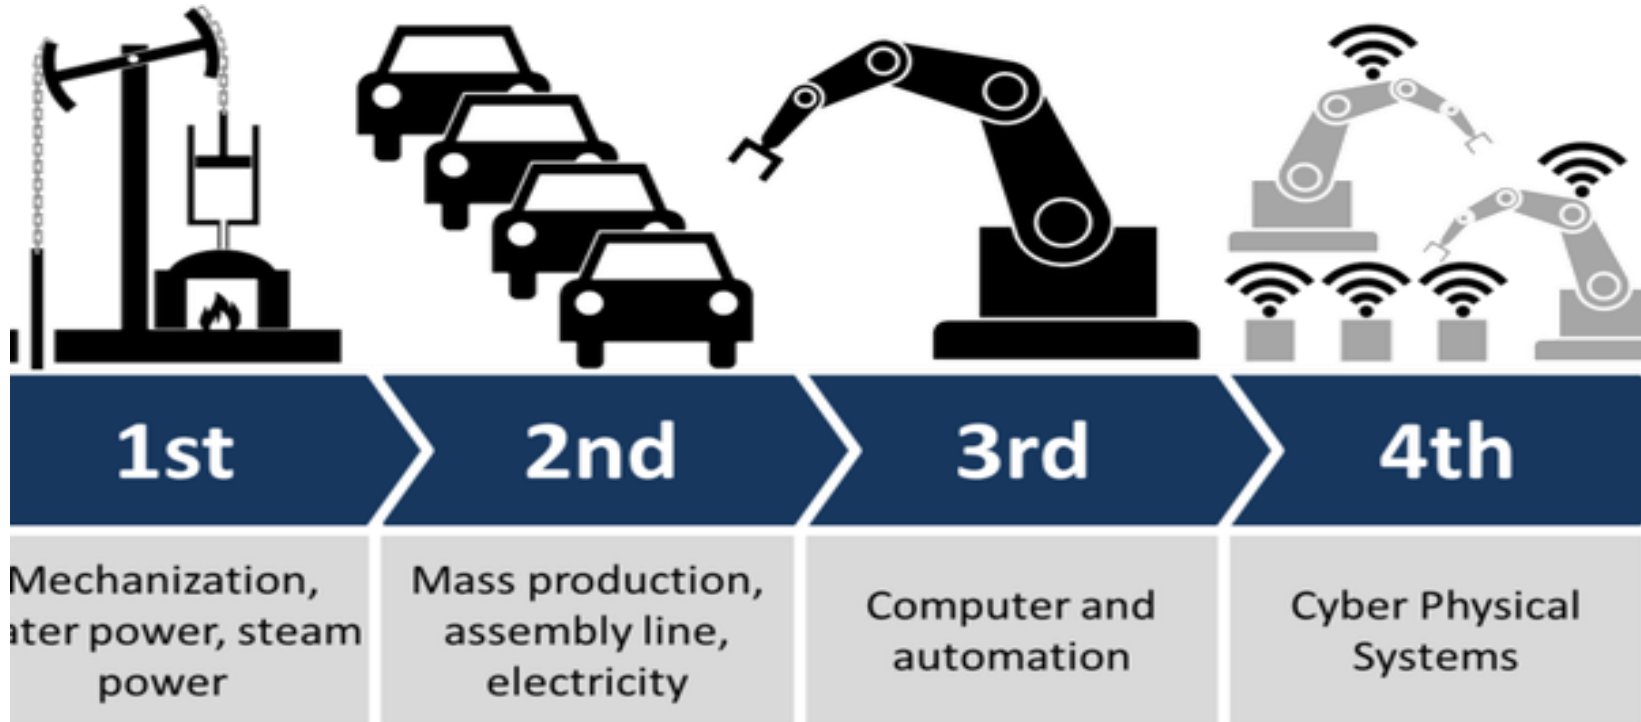 1st
2nd
3rd
4th
Mechanization,
ater power, steam
power
Mass production,
assembly line,
electricity
Computer and
automation
Cyber Physical
Systems